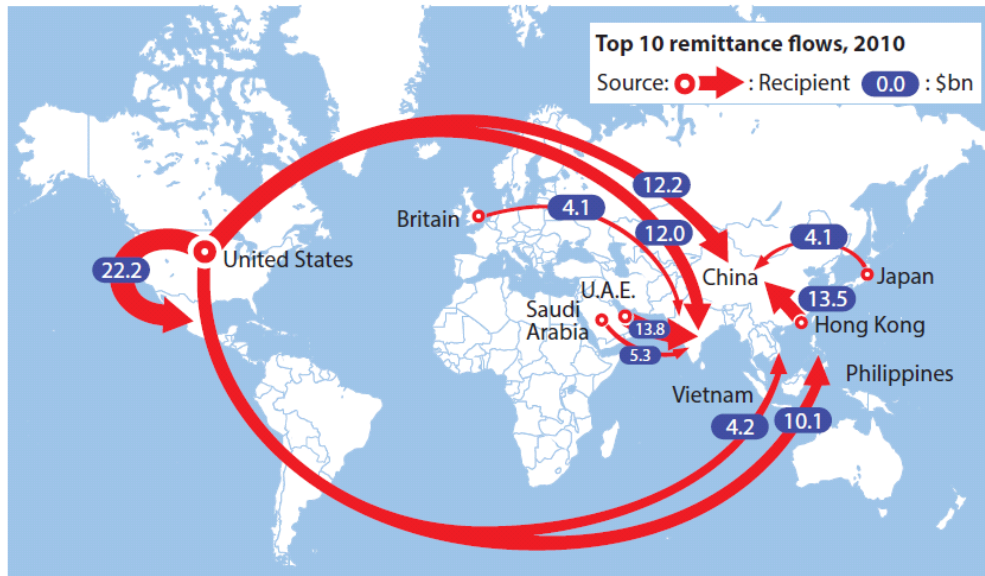 Top 10 remittance flows, 2010
Source: : Recipient 0.0 : $bn
12.2
Britain 4.1
12.0
4.1
22.2 United States
China
Japan
U.A.E.
13.5
Saudi
Arabia
13.8
Hong Kong
5.3
Philippines
Vietnam
4.2 10.1